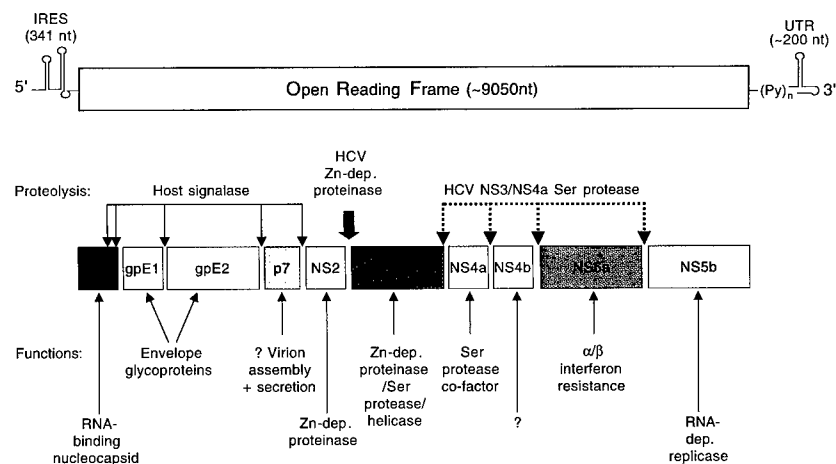 IRES
(341 nt)
UTR
(~200 nt)
5'
Open Reading Frame (~9050nt)
(Py)n
3'
HCV
Zn-dep.
proteinase
Proteolysis:
Host signalase
HCV NS3/NS4a Ser protease
gpE1
gpE2
p7
NS2
NS4a
NS4b
NS5a
NS5b
Functions:
Envelope
glycoproteins
? Virion
assembly
+ secretion
Zn-dep.
proteinase
/Ser
protease/
helicase
Ser
protease
co-factor
α/β
interferon
resistance
RNA-
binding
nucleocapsid
Zn-dep.
proteinase
?
RNA-
dep.
replicase